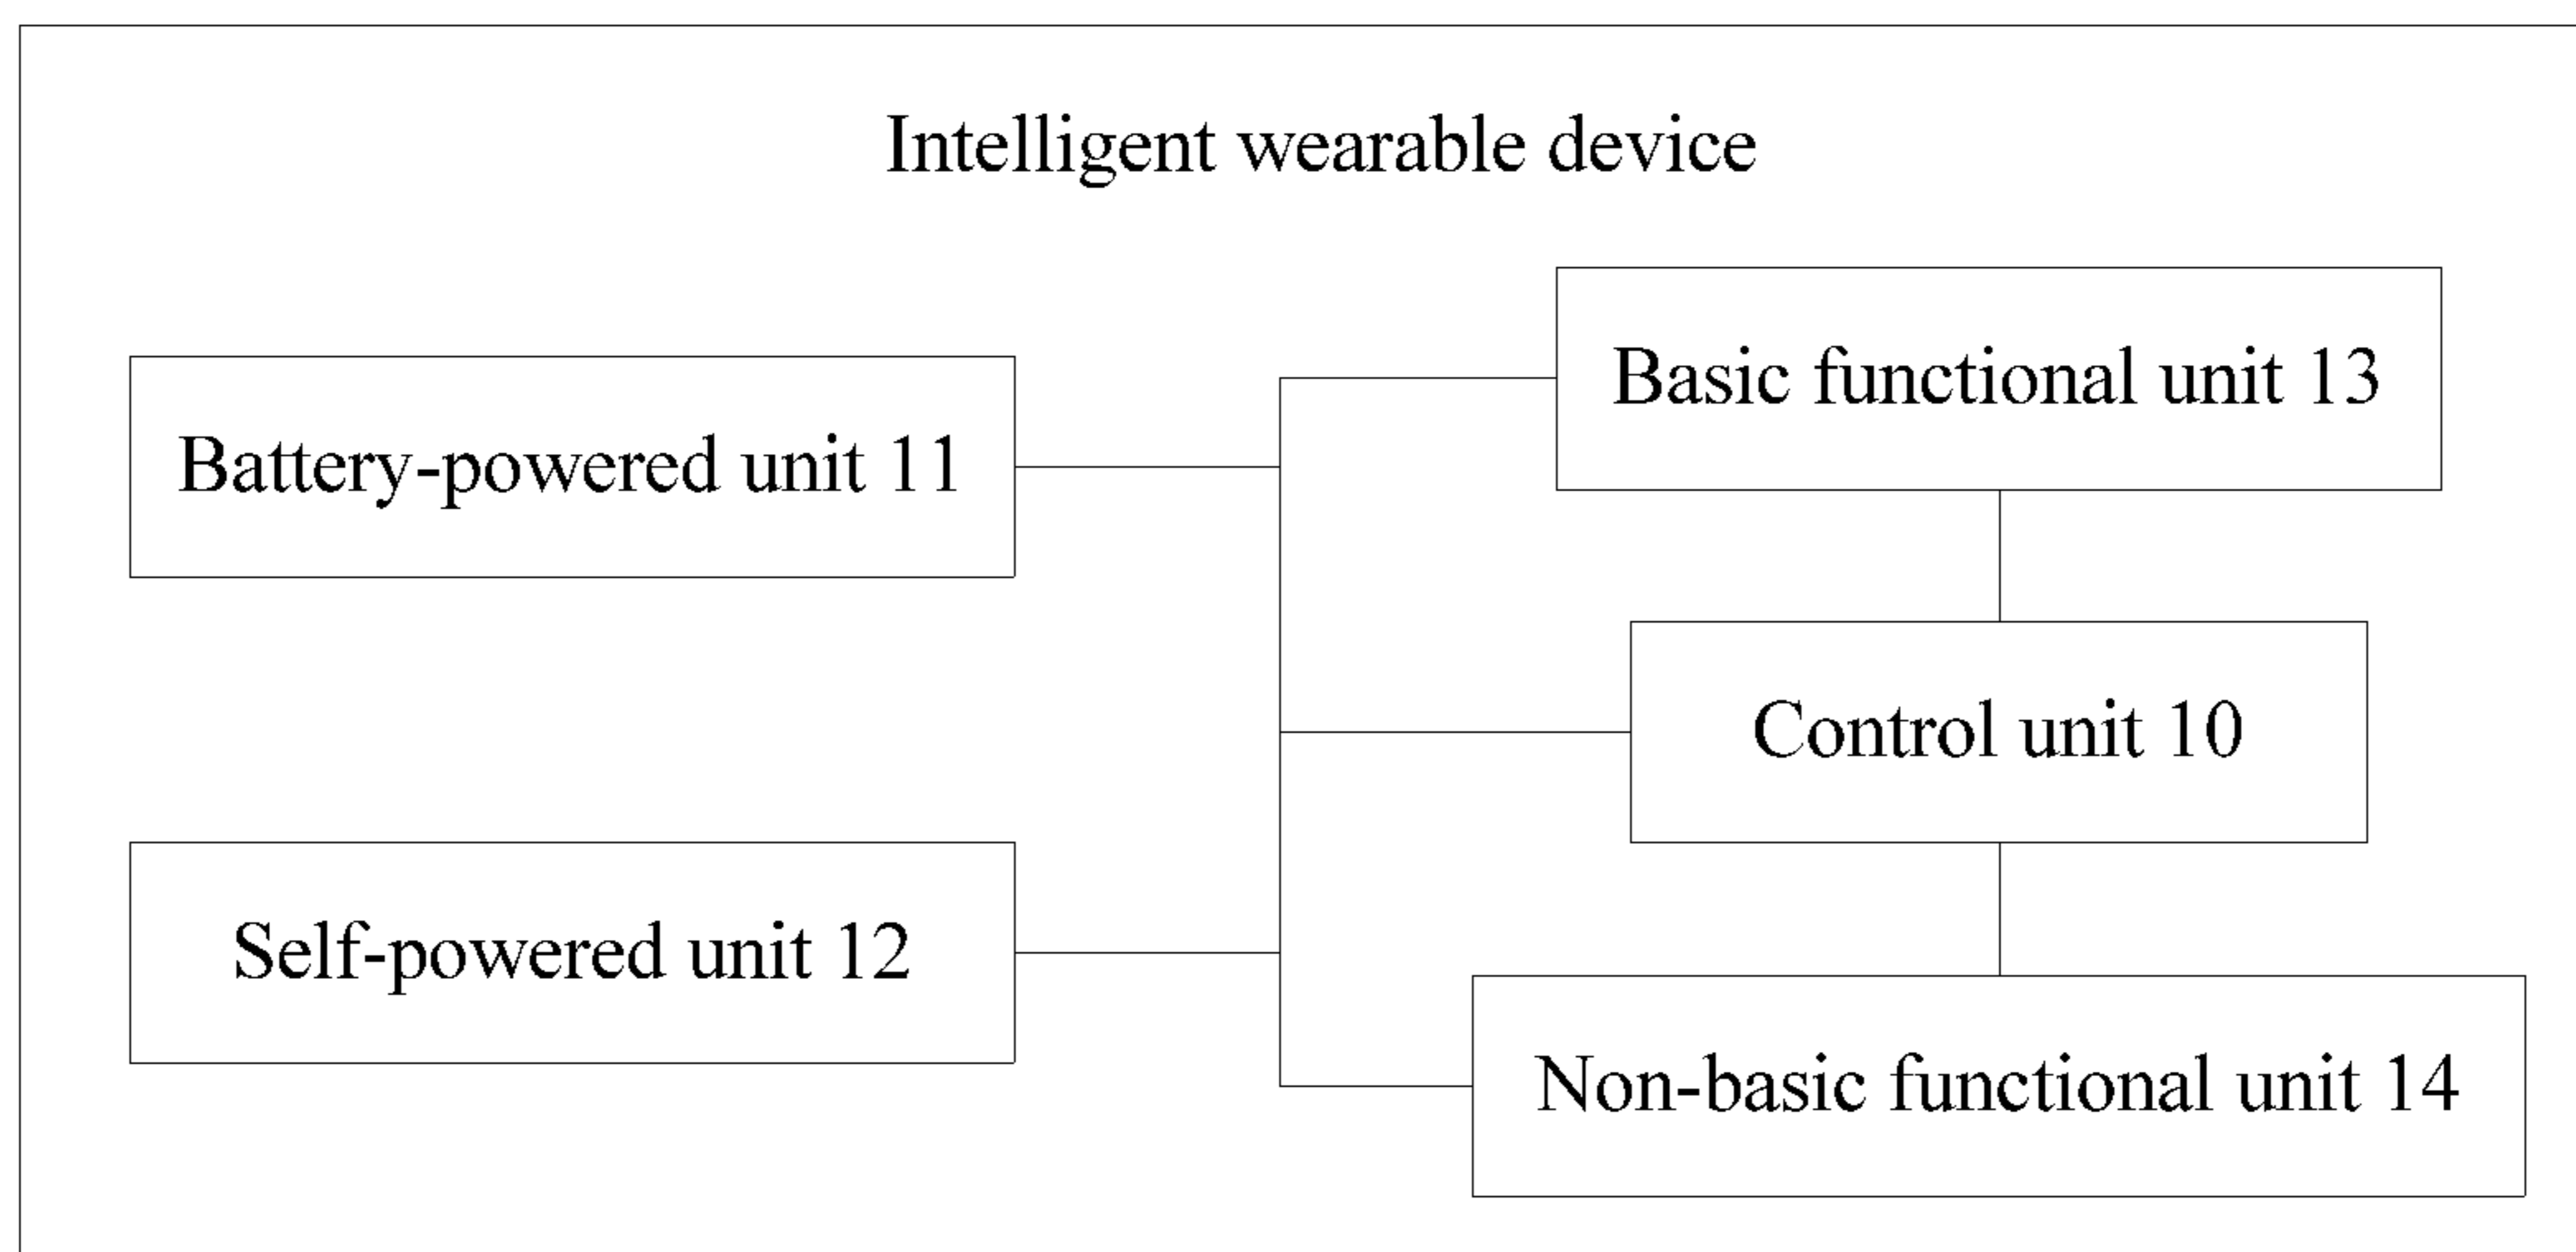 Intelligent wearable device
Basic functional unit 13
Battery-powered unit 11
Control unit 10
Self-powered unit 12
Non-basic functional unit 14